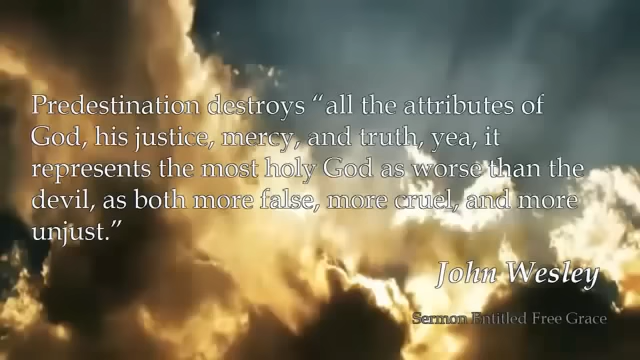 Predestination destroys “all the attributes of
God, his justice, mercy, and truth, yea, it
represents the most holy God as worse than the
devil, as both more false, more cruel, and more
unjust.”
John Wesley
Sermon Entitled Free Grace